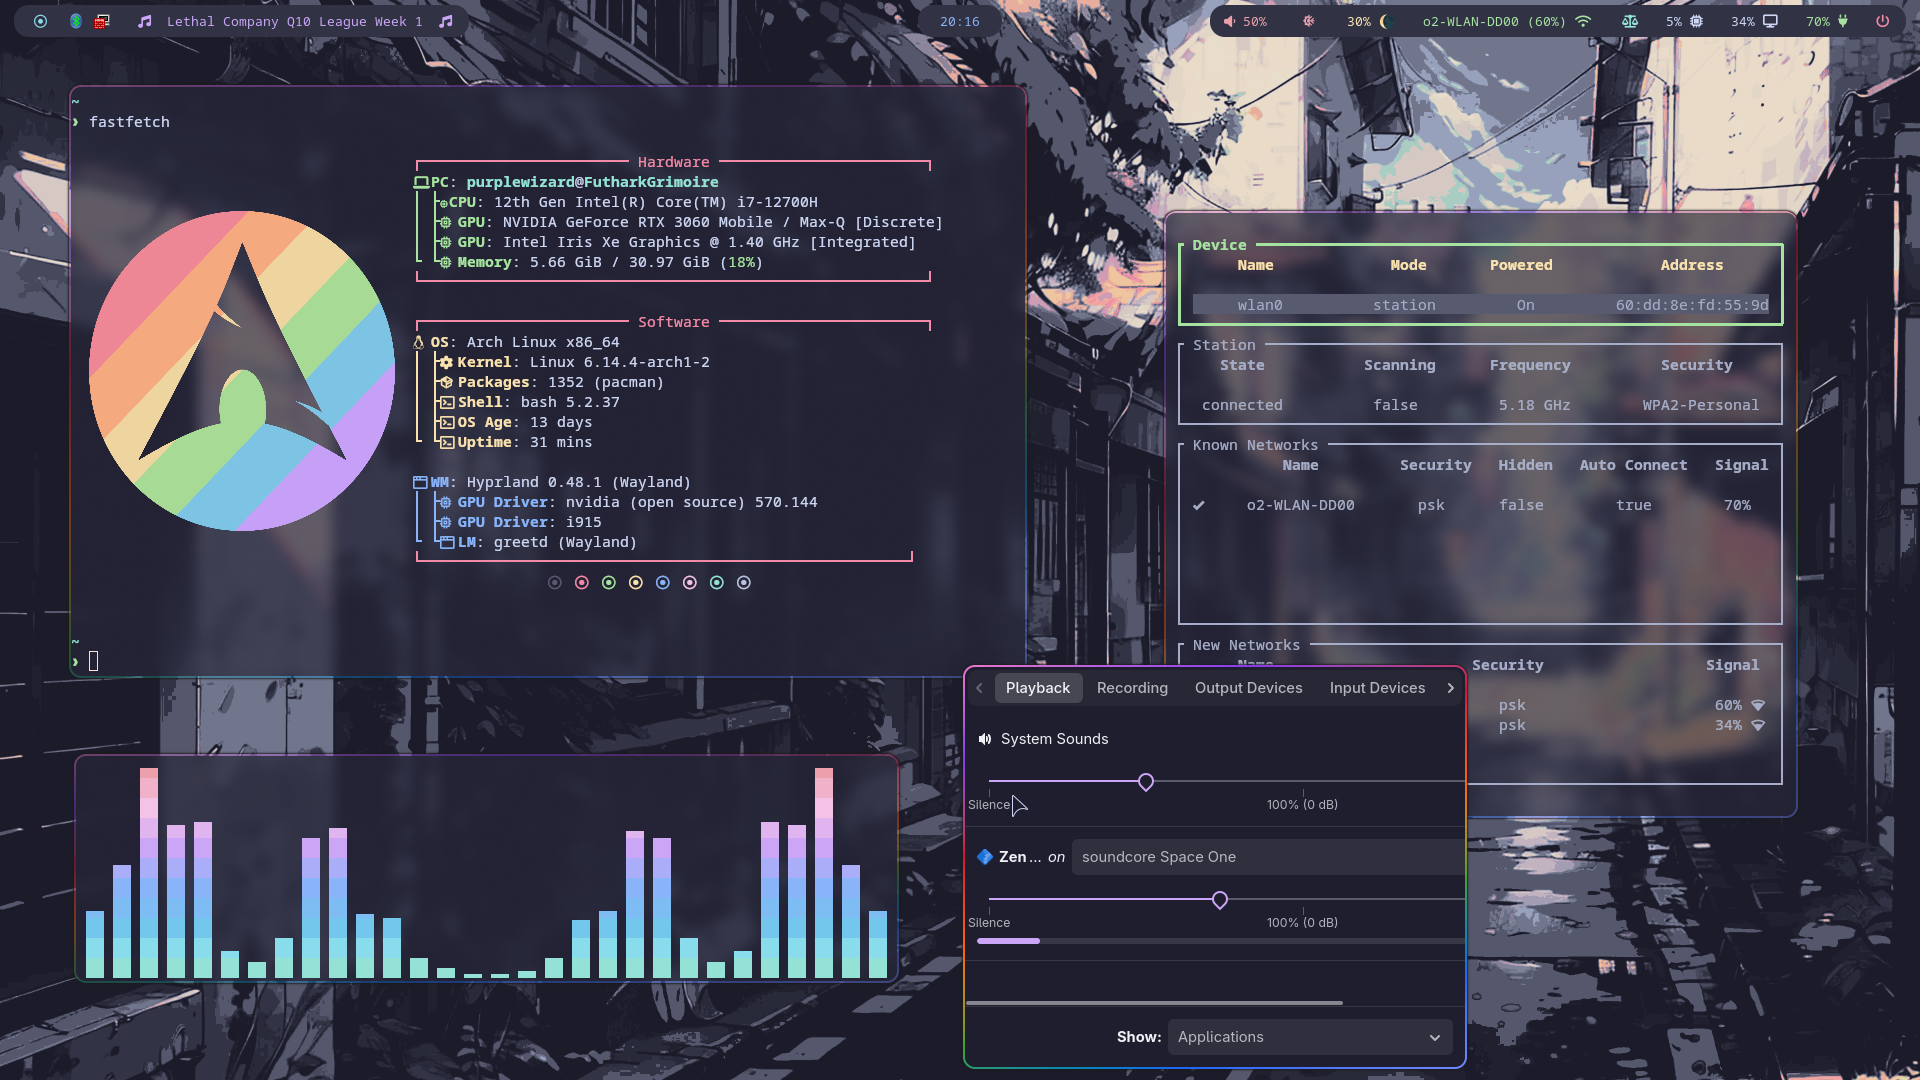 Lethal Company Q10 League Week 1
20:16
50%
30%
o2-WLAN-DD00 (60%)
5%
34%
70%
~
› fastfetch
Hardware
PC: purplewizard@FutharkGrimoire
CPU: 12th Gen Intel(R) Core(TM) i7-12700H
GPU: NVIDIA GeForce RTX 3060 Mobile / Max-Q [Discrete]
GPU: Intel Iris Xe Graphics @ 1.40 GHz [Integrated]
Memory: 5.66 GiB / 30.97 GiB (18%)
Software
OS: Arch Linux x86_64
Kernel: Linux 6.14.4-arch1-2
Packages: 1352 (pacman)
Shell: bash 5.2.37
OS Age: 13 days
Uptime: 31 mins
WM: Hyprland 0.48.1 (Wayland)
GPU Driver: nvidia (open source) 570.144
GPU Driver: i915
LM: greetd (Wayland)
~
›
Device
Name Mode Powered Address
wlan0 station On 60:dd:8e:fd:55:9d
Station
State Scanning Frequency Security
connected false 5.18 GHz WPA2-Personal
Known Networks
Name Security Hidden Auto Connect Signal
✔ o2-WLAN-DD00 psk false true 70%
New Networks
Name Security Signal
psk 60%
psk 34%
Playback Recording Output Devices Input Devices
System Sounds
Silence 100% (0 dB)
Zen ... on soundcore Space One
Silence 100% (0 dB)
Show: Applications